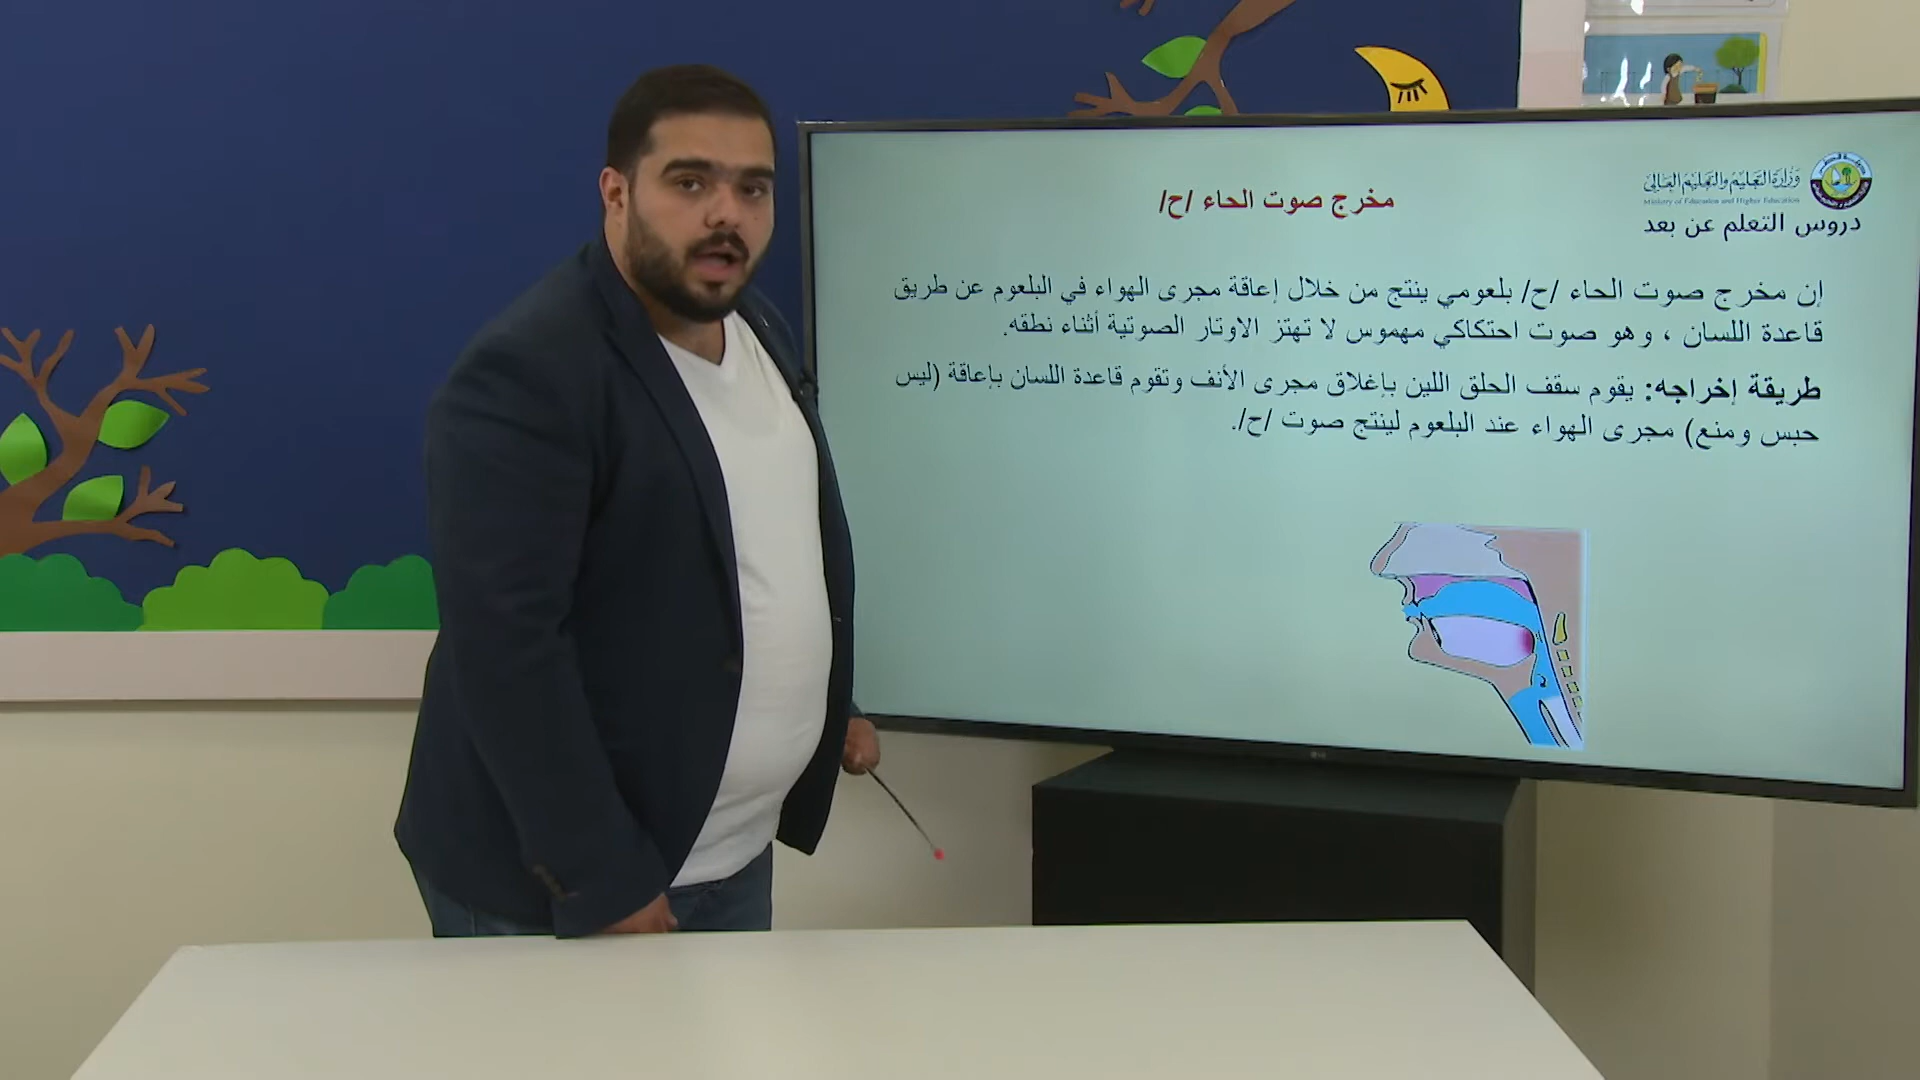 وزارة التعليم والتعليم العالي
Ministry of Education and Higher Education
دروس التعلم عن بعد
مخرج صوت الحاء /ح/
إن مخرج صوت الحاء /ح/ بلعومي ينتج من خلال إعاقة مجرى الهواء في البلعوم عن طريق
قاعدة اللسان ، وهو صوت احتكاكي مهموس لا تهتز الاوتار الصوتية أثناء نطقه.
طريقة إخراجه: يقوم سقف الحلق اللين بإغلاق مجرى الأنف وتقوم قاعدة اللسان بإعاقة (ليس
حبس ومنع) مجرى الهواء عند البلعوم لينتج صوت /ح/.
LG